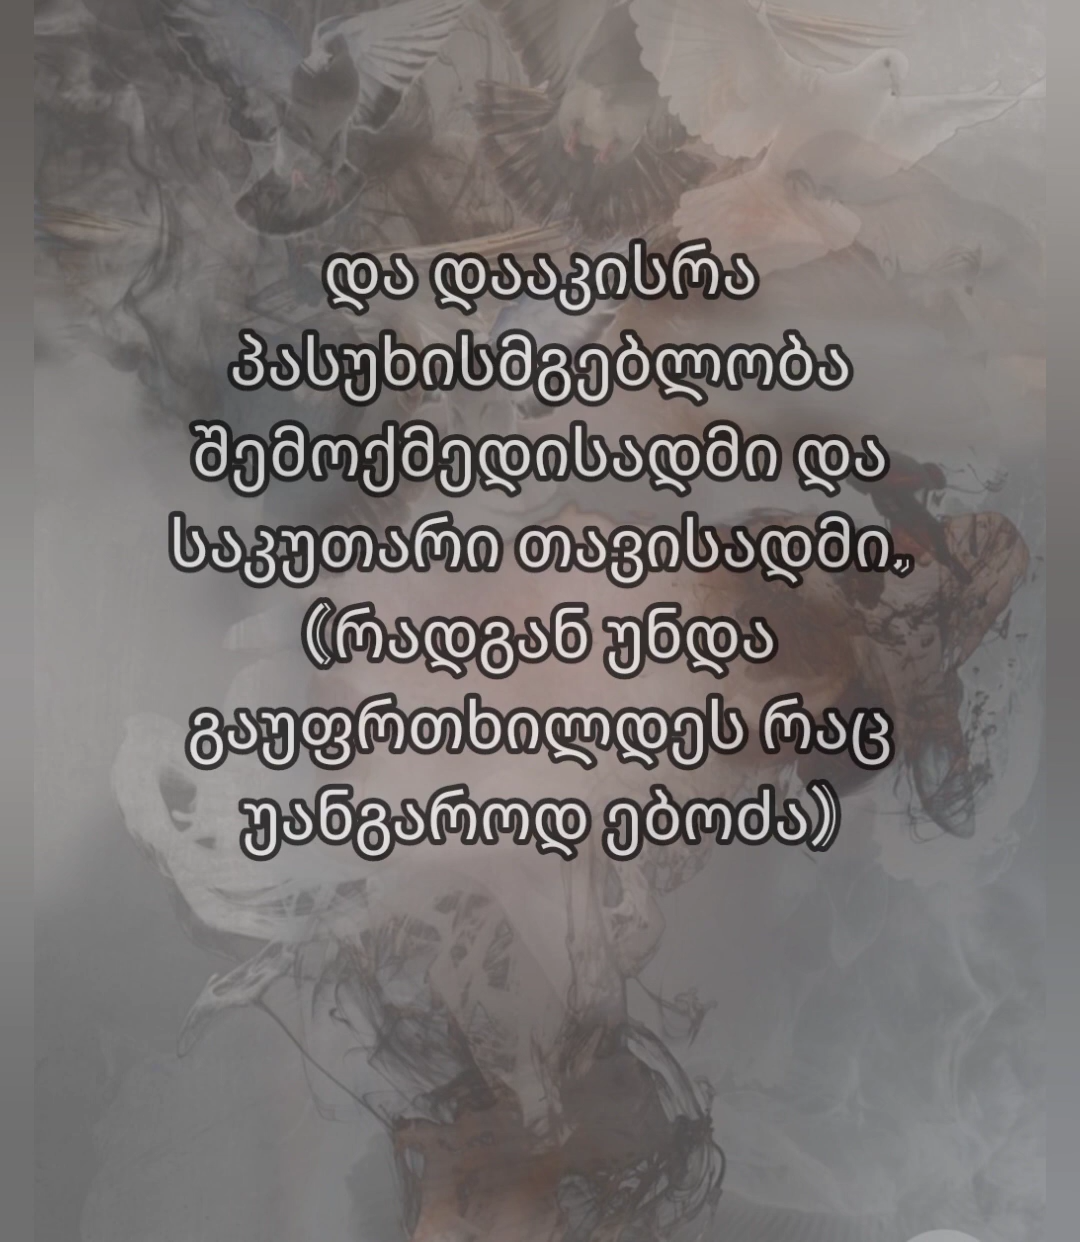 და დააკისრა
პასუხისმგებლობა
შემოქმედისადმი და
საკუთარი თავისადმი,,
(რადგან უნდა
გაუფრთხილდეს რაც
უანგაროდ ებოძა)